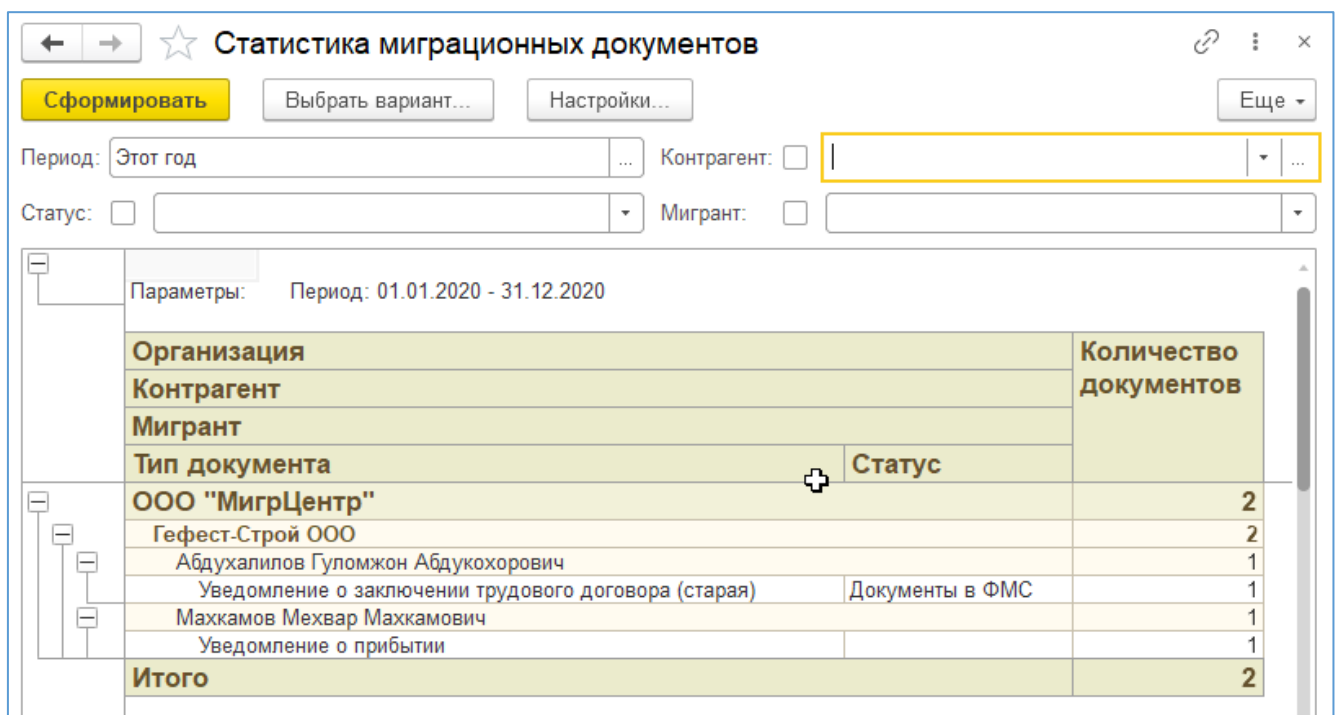 Статистика миграционных документов
Сформировать Выбрать вариант... Настройки... Еще
Период: Этот год ... Контрагент: ...
Статус: Мигрант:
Параметры: Период: 01.01.2020 - 31.12.2020
Организация Количество документов
Контрагент
Мигрант
Тип документа Статус
ООО "МигрЦентр" 2
Гефест-Строй ООО 2
Абдухалилов Гуломжон Абдукохорович 1
Уведомление о заключении трудового договора (старая) Документы в ФМС 1
Махкамов Мехвар Махкамович 1
Уведомление о прибытии 1
Итого 2